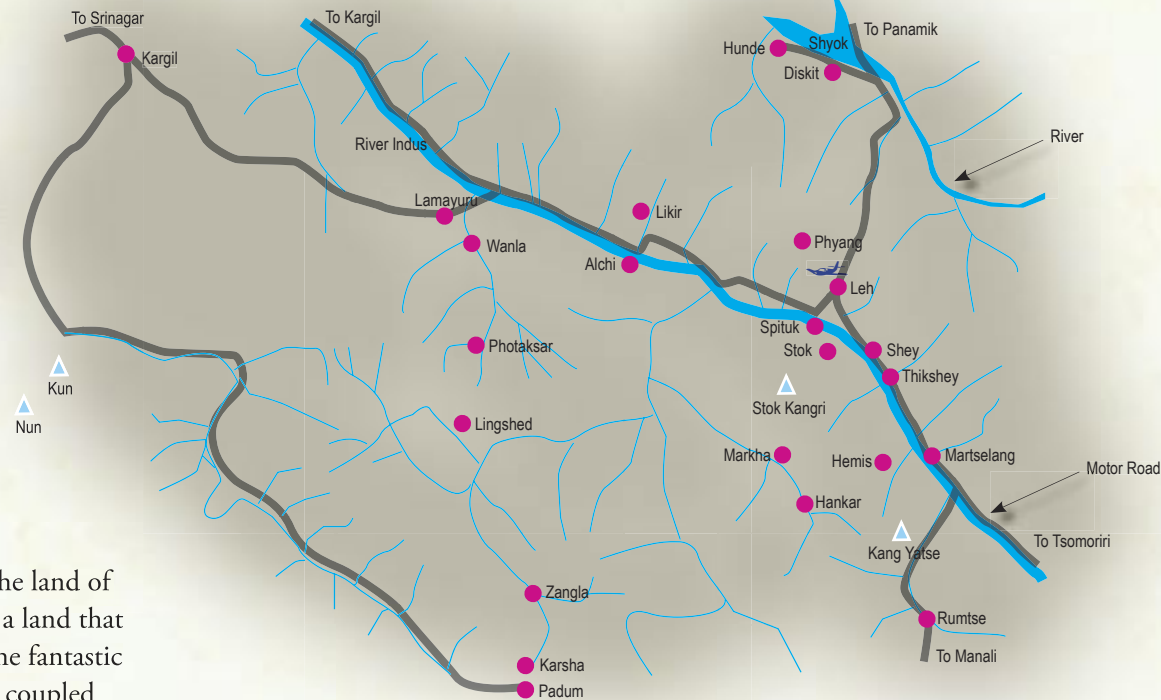 To Srinagar
Kargil
To Kargil
River Indus
Lamayuru
Wanla
Likir
Alchi
Hunde
Shyok
Diskit
To Panamik
River
Phyang
Leh
Spituk
Stok
Shey
Thikshey
Stok Kangri
Photaksar
Lingshed
Kun
Nun
Markha
Hemis
Martselang
Hankar
Kang Yatse
Motor Road
To Tsomoriri
Zangla
Rumtse
To Manali
Karsha
Padum
he land of
a land that
he fantastic
coupled